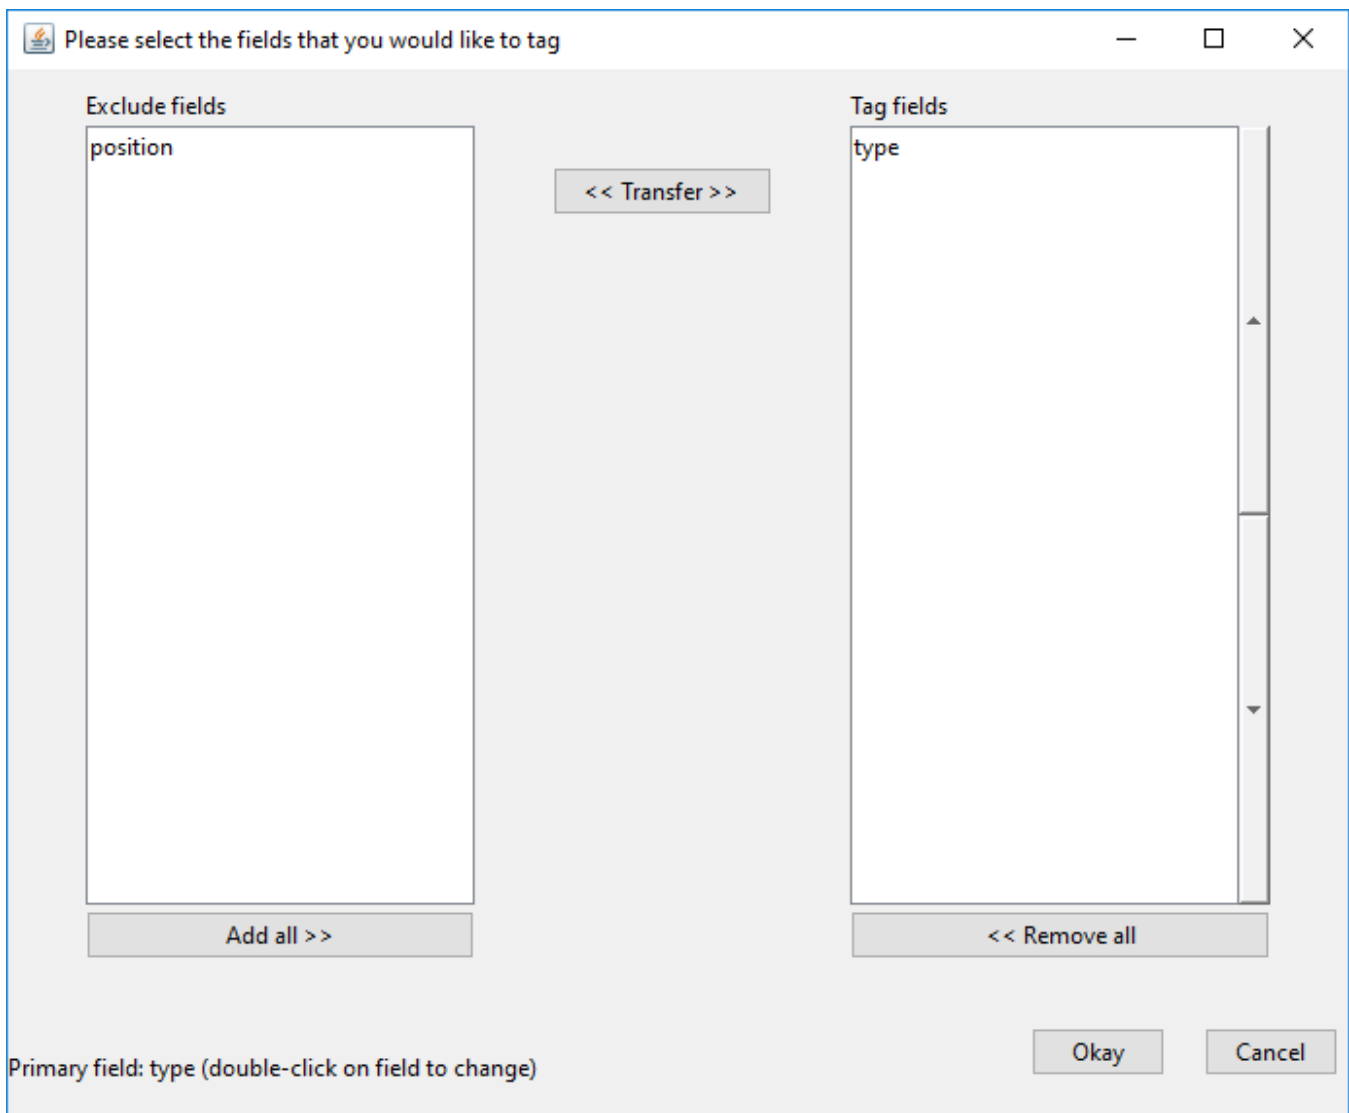 Please select the fields that you would like to tag
Exclude fields
position
<< Transfer >>
Tag fields
type
Add all >>
<< Remove all
Okay
Cancel
Primary field: type (double-click on field to change)